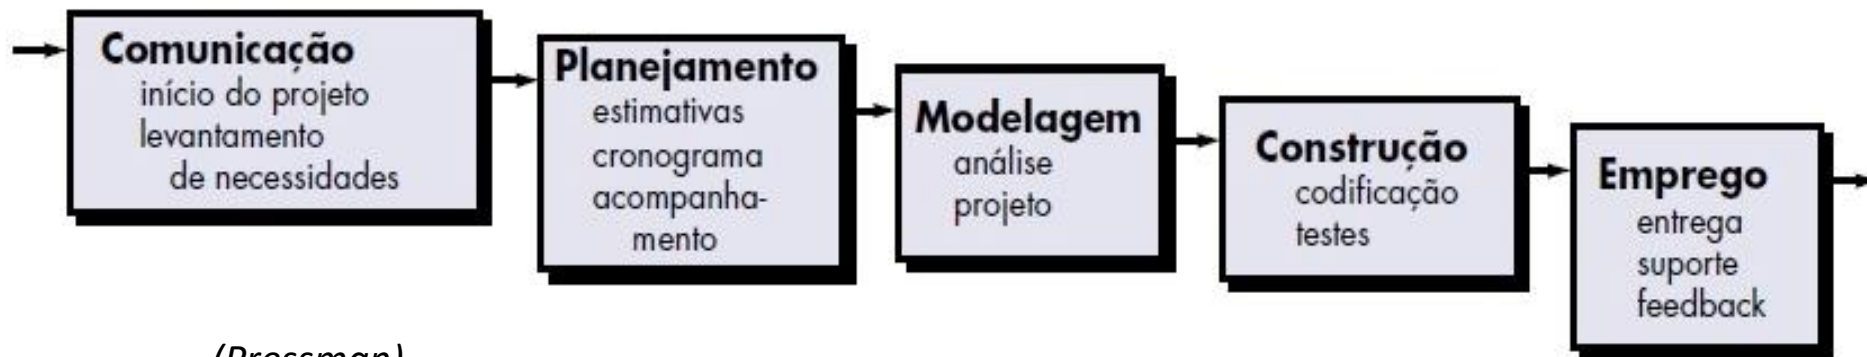 Comunicação
início do projeto
levantamento
de necessidades
Planejamento
estimativas
cronograma
acompanha-
mento
Modelagem
análise
projeto
Construção
codificação
testes
Emprego
entrega
suporte
feedback
(Pressman)